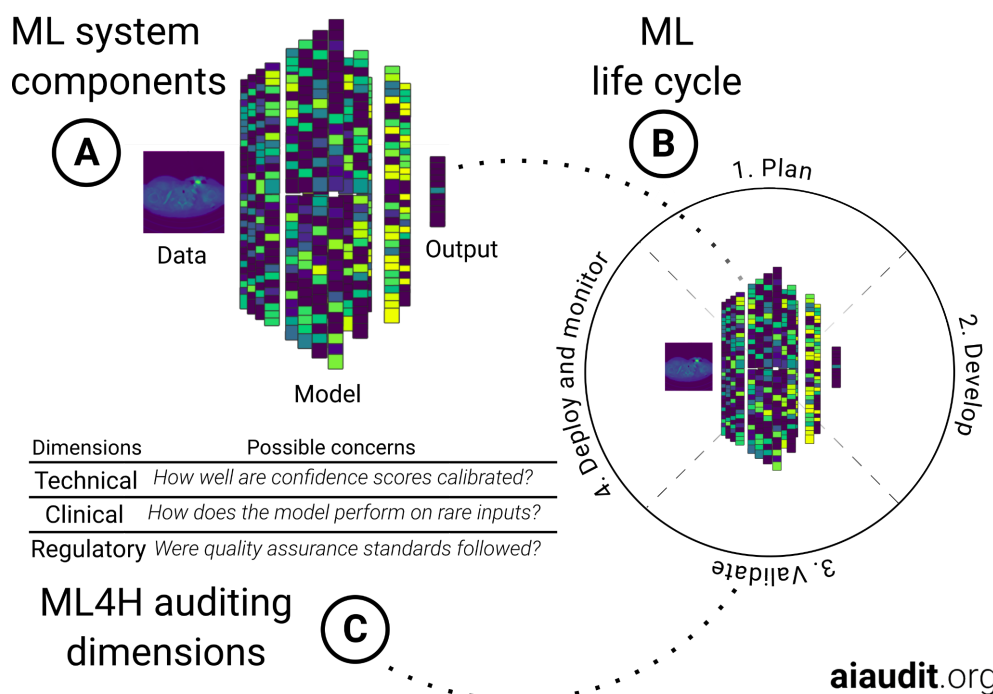 ML system
components
A
Data
Model
Output
ML
life cycle
B
1. Plan
2. Develop
3. Validate
4. Deploy and monitor
Dimensions Possible concerns
Technical How well are confidence scores calibrated?
Clinical How does the model perform on rare inputs?
Regulatory Were quality assurance standards followed?
ML4H auditing
dimensions
C
aiaudit.org